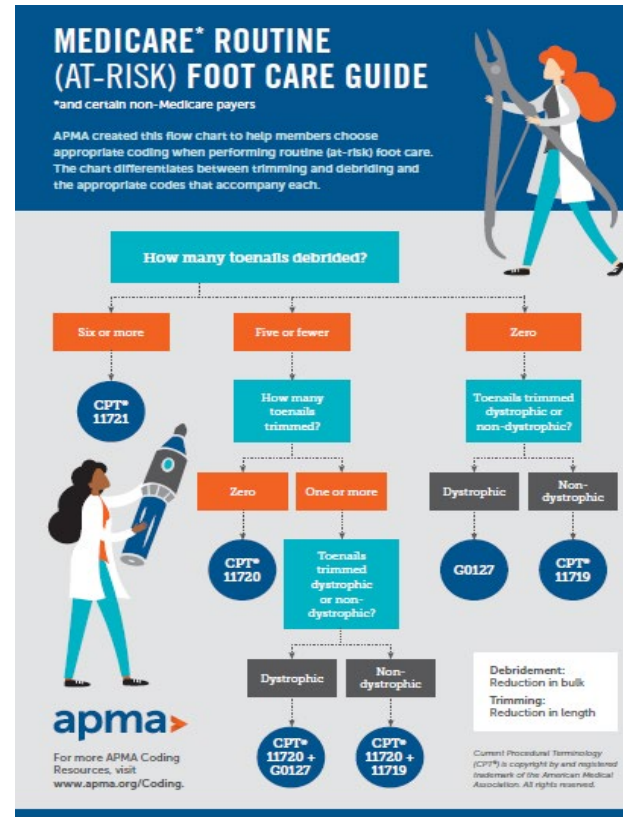 MEDICARE* ROUTINE
(AT-RISK) FOOT CARE GUIDE
*and certain non-Medicare payers
APMA created this flow chart to help members choose
appropriate coding when performing routine (at-risk) foot care.
The chart differentiates between trimming and debriding and
the appropriate codes that accompany each.
How many toenails debrided?
Six or more
Five or fewer
Zero
CPT®
11721
How many
toenails
trimmed?
Toenails trimmed
dystrophic or
non-dystrophic?
Zero
One or more
Dystrophic
Non-
dystrophic
CPT®
11720
Toenails
trimmed
dystrophic
or non-
dystrophic?
G0127
CPT®
11719
Dystrophic
Non-
dystrophic
CPT®
11720 +
G0127
CPT®
11720 +
11719
Debridement:
Reduction in bulk
Trimming:
Reduction in length
apma
For more APMA Coding
Resources, visit
www.apma.org/Coding.
Current Procedural Terminology
(CPT®) is copyright by and registered
trademark of the American Medical
Association. All rights reserved.